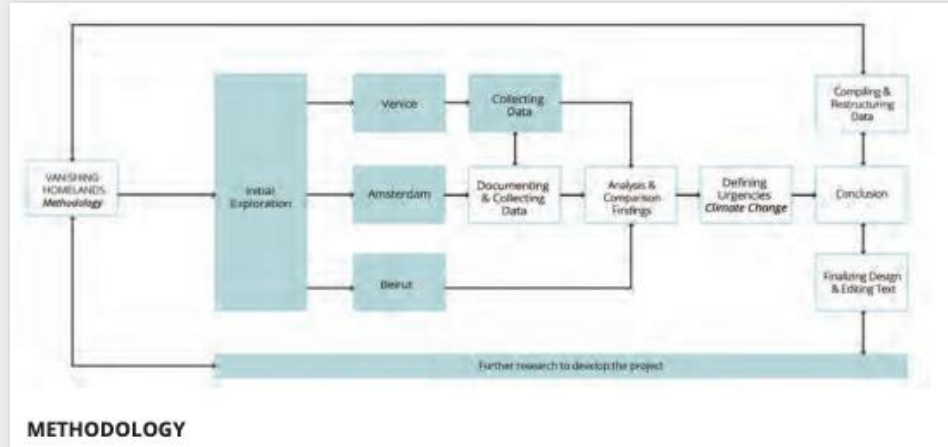 VANISHING
HOMELANDS
Methodology
Initial
Exploration
Venice
Collecting
Data
Amsterdam
Documenting
& Collecting
Data
Beirut
Analysis &
Comparison
Findings
Defining
Urgencies
Climate Change
Compiling &
Restructuring
Data
Conclusion
Finalizing Design
& Editing Text
Further research to develop the project
METHODOLOGY